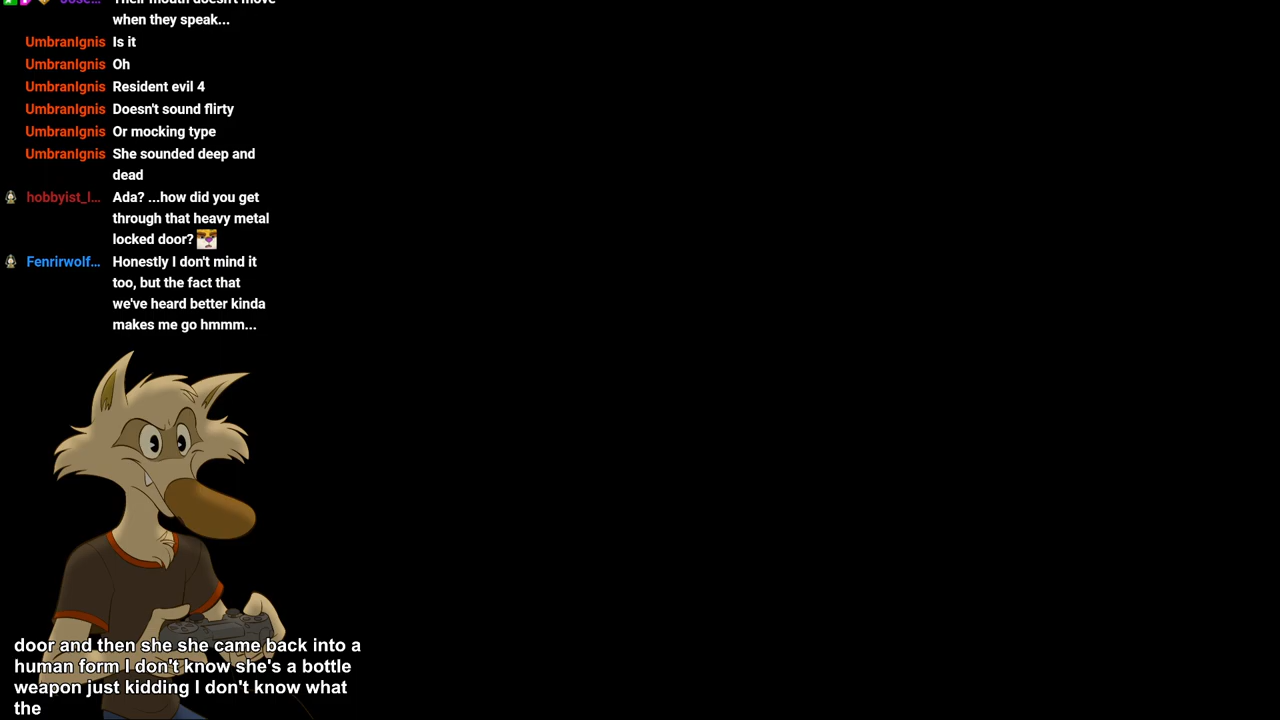 Their mouth doesn't move
when they speak...
UmbranIgnis Is it
UmbranIgnis Oh
UmbranIgnis Resident evil 4
UmbranIgnis Doesn't sound flirty
UmbranIgnis Or mocking type
UmbranIgnis She sounded deep and
dead
hobbyist_l... Ada? ...how did you get
through that heavy metal
locked door?
Fenrirwolf... Honestly I don't mind it
too, but the fact that
we've heard better kinda
makes me go hmmm...
door and then she she came back into a
human form I don't know she's a bottle
weapon just kidding I don't know what
the